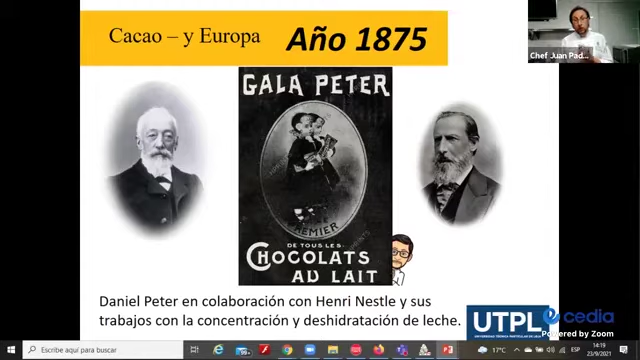 Cacao – y Europa
Año 1875
Chef Juan Pad...
GALA PETER
PREMIER
DE TOUS LES
CHOCOLATS
AU LAIT
Daniel Peter en colaboración con Henri Nestle y sus
trabajos con la concentración y deshidratación de leche.
UTPL
cedia
Powered by Zoom
Escribe aquí para buscar
99+
17°C
ESP
14:19
23/9/2021